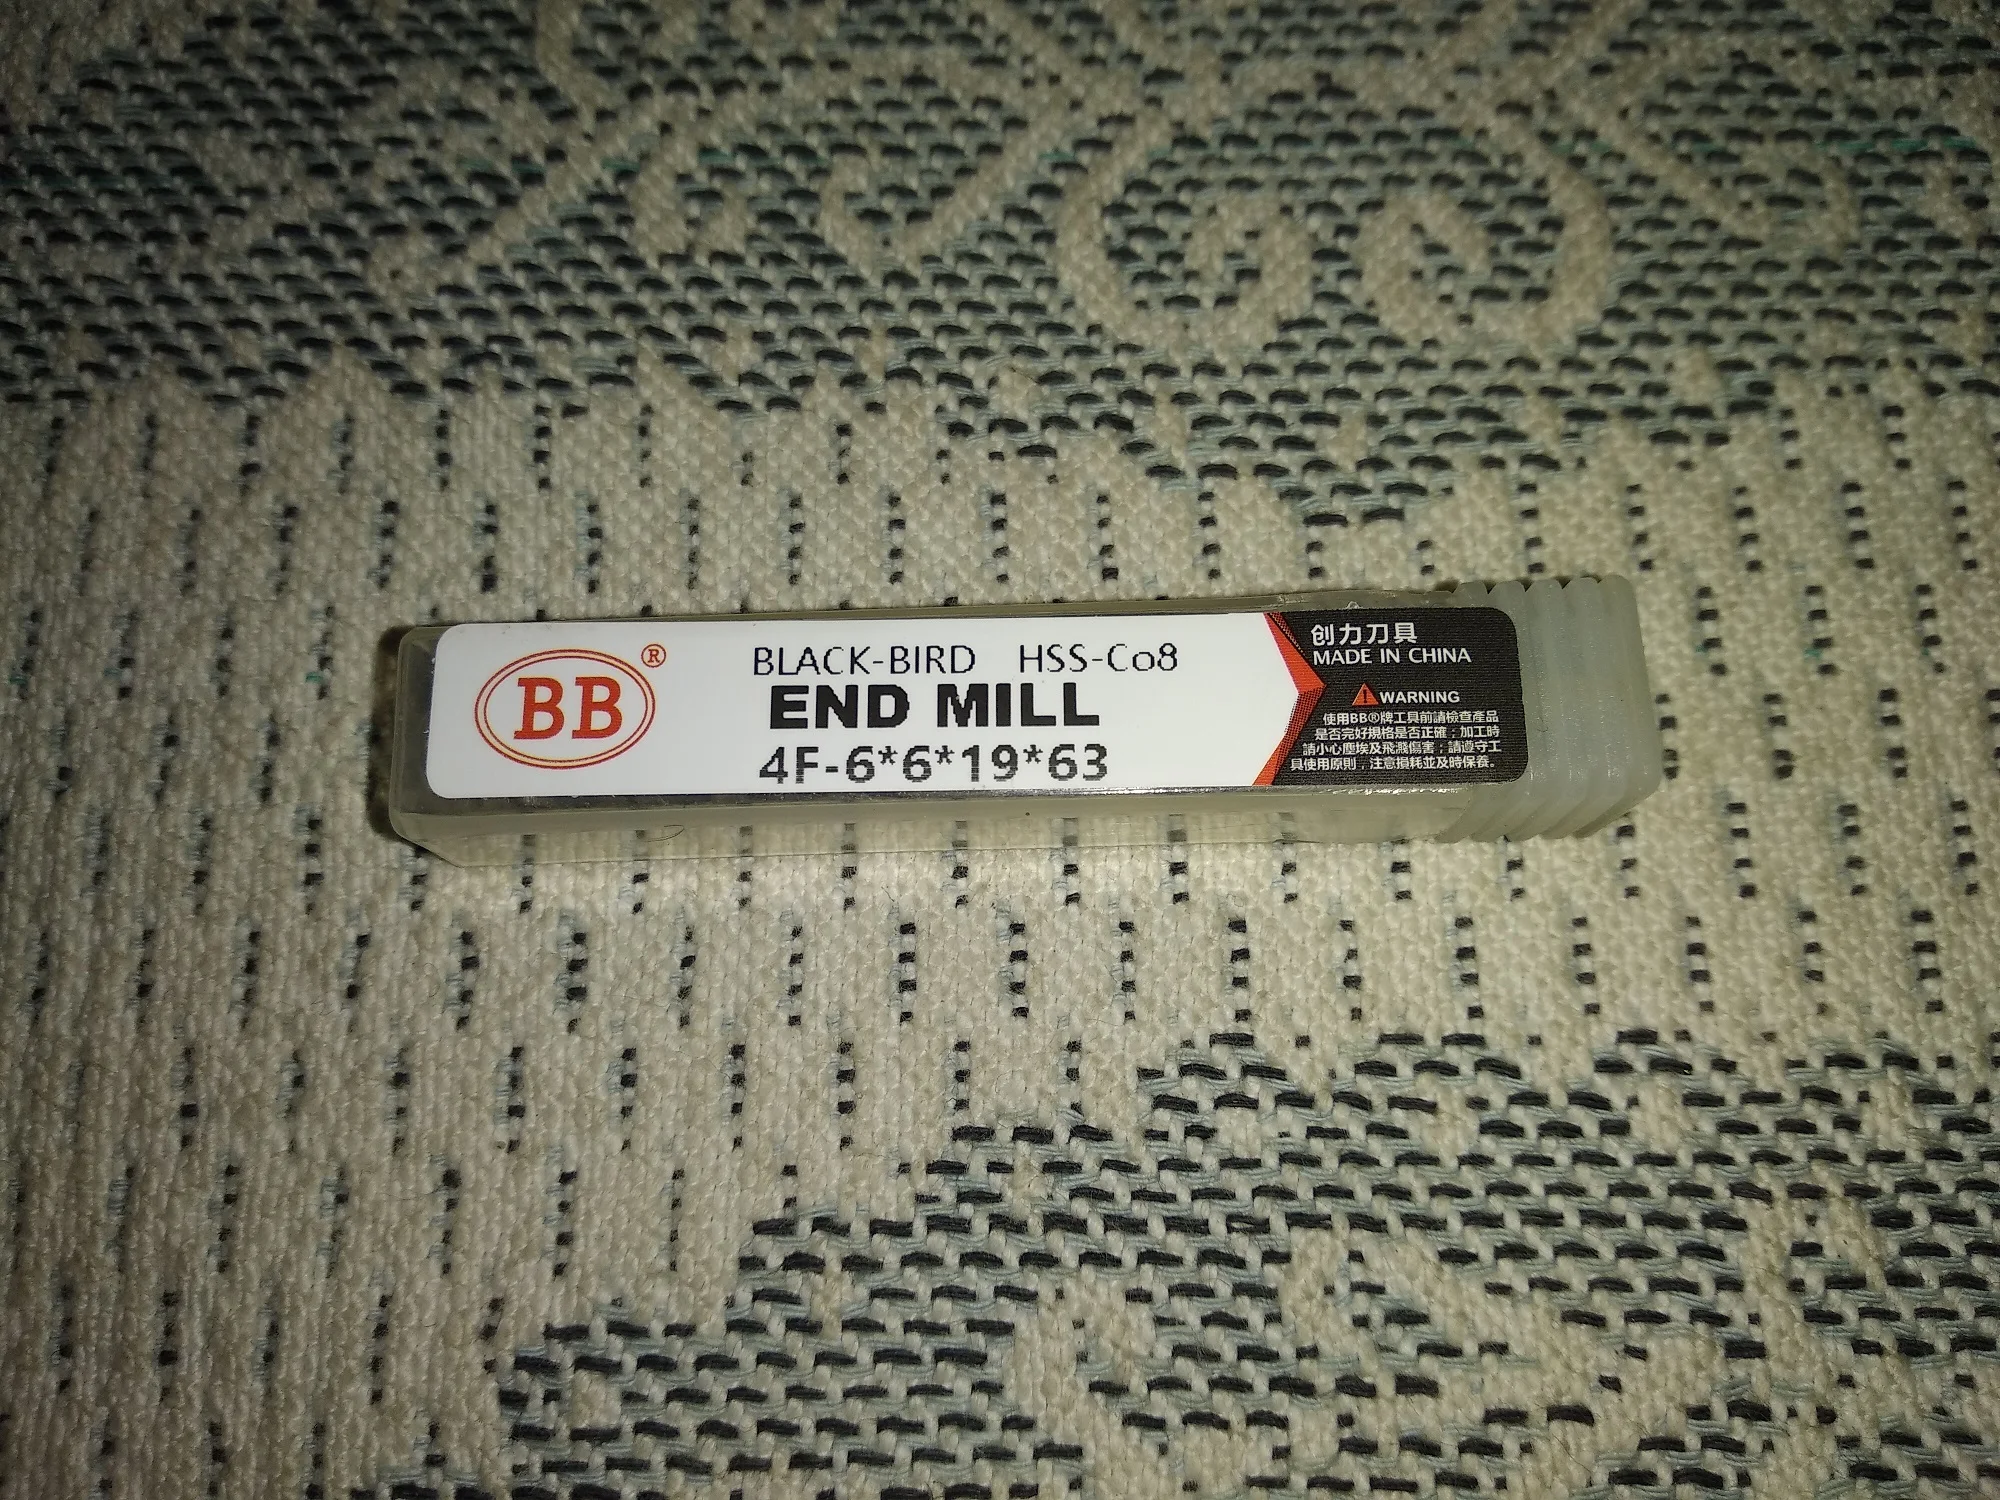 BB®
BLACK-BIRD HSS-Co8
END MILL
4F-6*6*19*63
创力刀具
MADE IN CHINA
WARNING
使用BB®牌工具前請檢查產品
是否完好規格是否正確；加工時
請小心塵埃及飛濺傷害；請遵守工
具使用原則，注意損耗並及時保養。